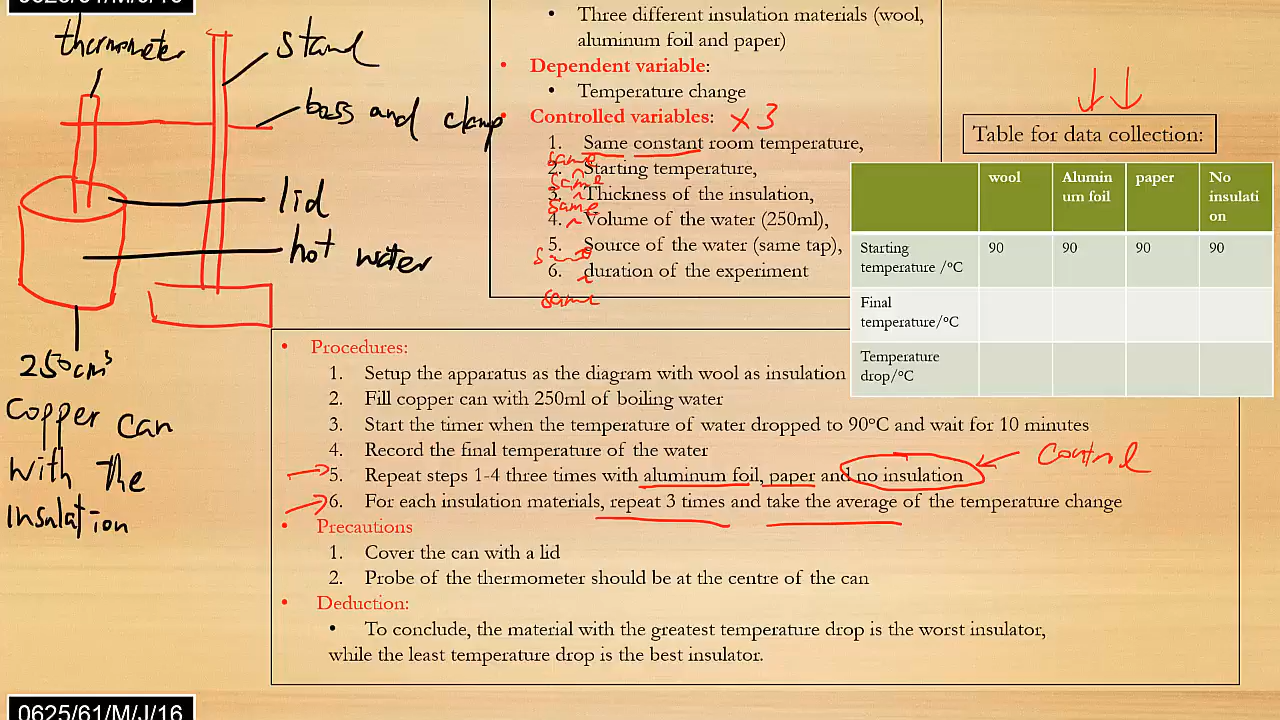 0625/61/M/J/16
thermometer
stand
boss and clamp
lid
hot water
250cm³
Copper can
with the
insulation
• Three different insulation materials (wool,
aluminum foil and paper)
• Dependent variable:
• Temperature change
• Controlled variables: ×3
1. Same constant room temperature,
same
2. Starting temperature,
same
3. Thickness of the insulation,
same
4. Volume of the water (250ml),
5. Source of the water (same tap),
same
6. duration of the experiment
same
Table for data collection:
wool
Alumin
um foil
paper
No
insulati
on
Starting
temperature /°C
90 90 90 90
Final
temperature/°C
Temperature
drop/°C
• Procedures:
1. Setup the apparatus as the diagram with wool as insulation
2. Fill copper can with 250ml of boiling water
3. Start the timer when the temperature of water dropped to 90°C and wait for 10 minutes
4. Record the final temperature of the water
5. Repeat steps 1-4 three times with aluminum foil, paper and no insulation
Control
6. For each insulation materials, repeat 3 times and take the average of the temperature change
• Precautions
1. Cover the can with a lid
2. Probe of the thermometer should be at the centre of the can
• Deduction:
• To conclude, the material with the greatest temperature drop is the worst insulator,
while the least temperature drop is the best insulator.
0625/61/M/J/16